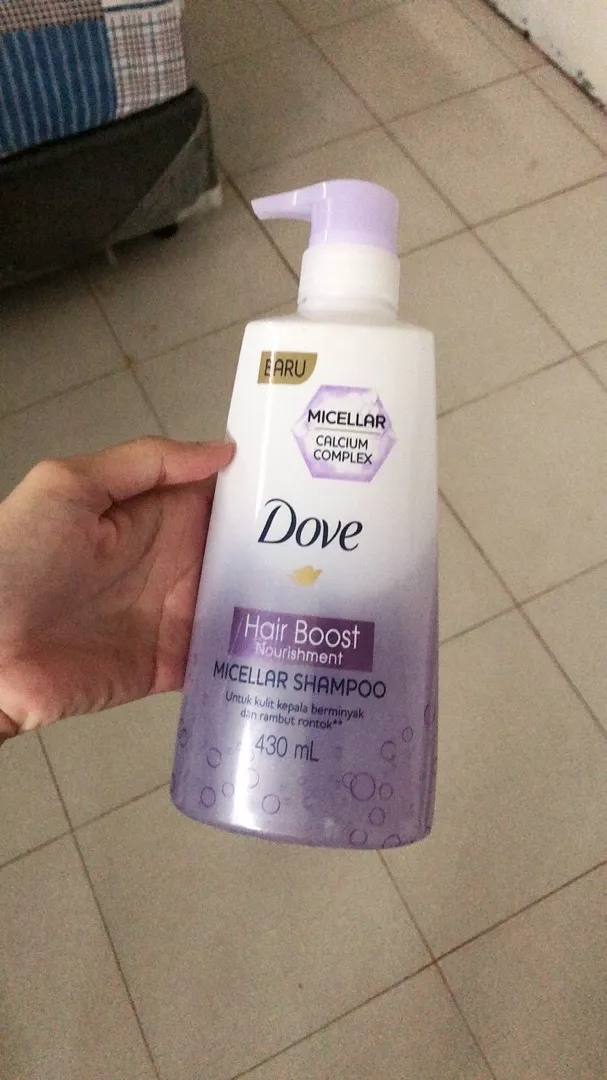 BARU
MICELLAR
CALCIUM
COMPLEX
Dove
Hair Boost
Nourishment
MICELLAR SHAMPOO
Untuk kulit kepala berminyak
dan rambut rontok**
430 mL